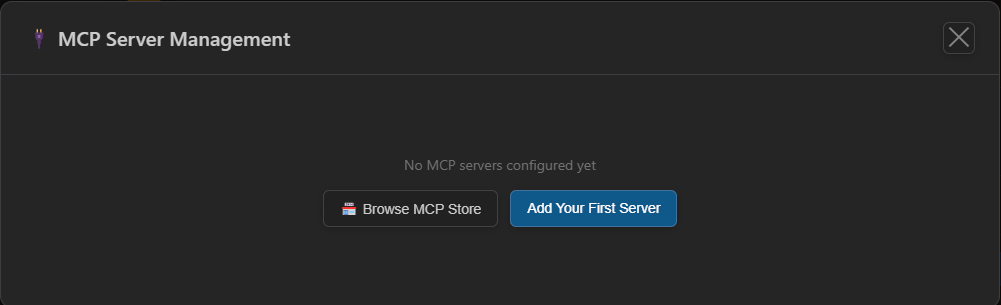 MCP Server Management
No MCP servers configured yet
Browse MCP Store
Add Your First Server